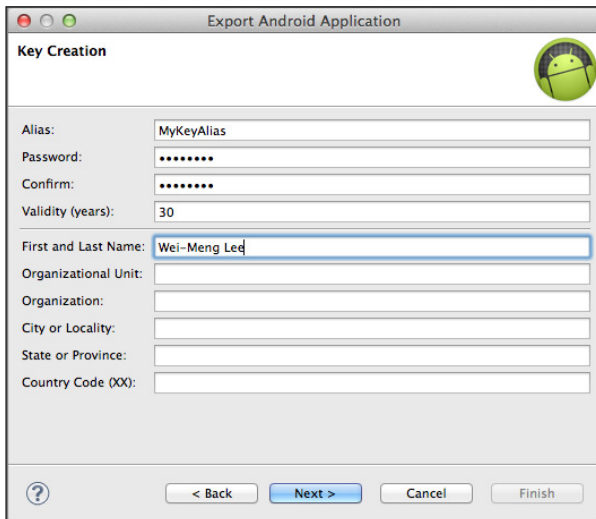 Export Android Application
Key Creation
Alias: MyKeyAlias
Password: ••••••••
Confirm: ••••••••
Validity (years): 30
First and Last Name: Wei-Meng Lee
Organizational Unit:
Organization:
City or Locality:
State or Province:
Country Code (XX):
? < Back Next > Cancel Finish